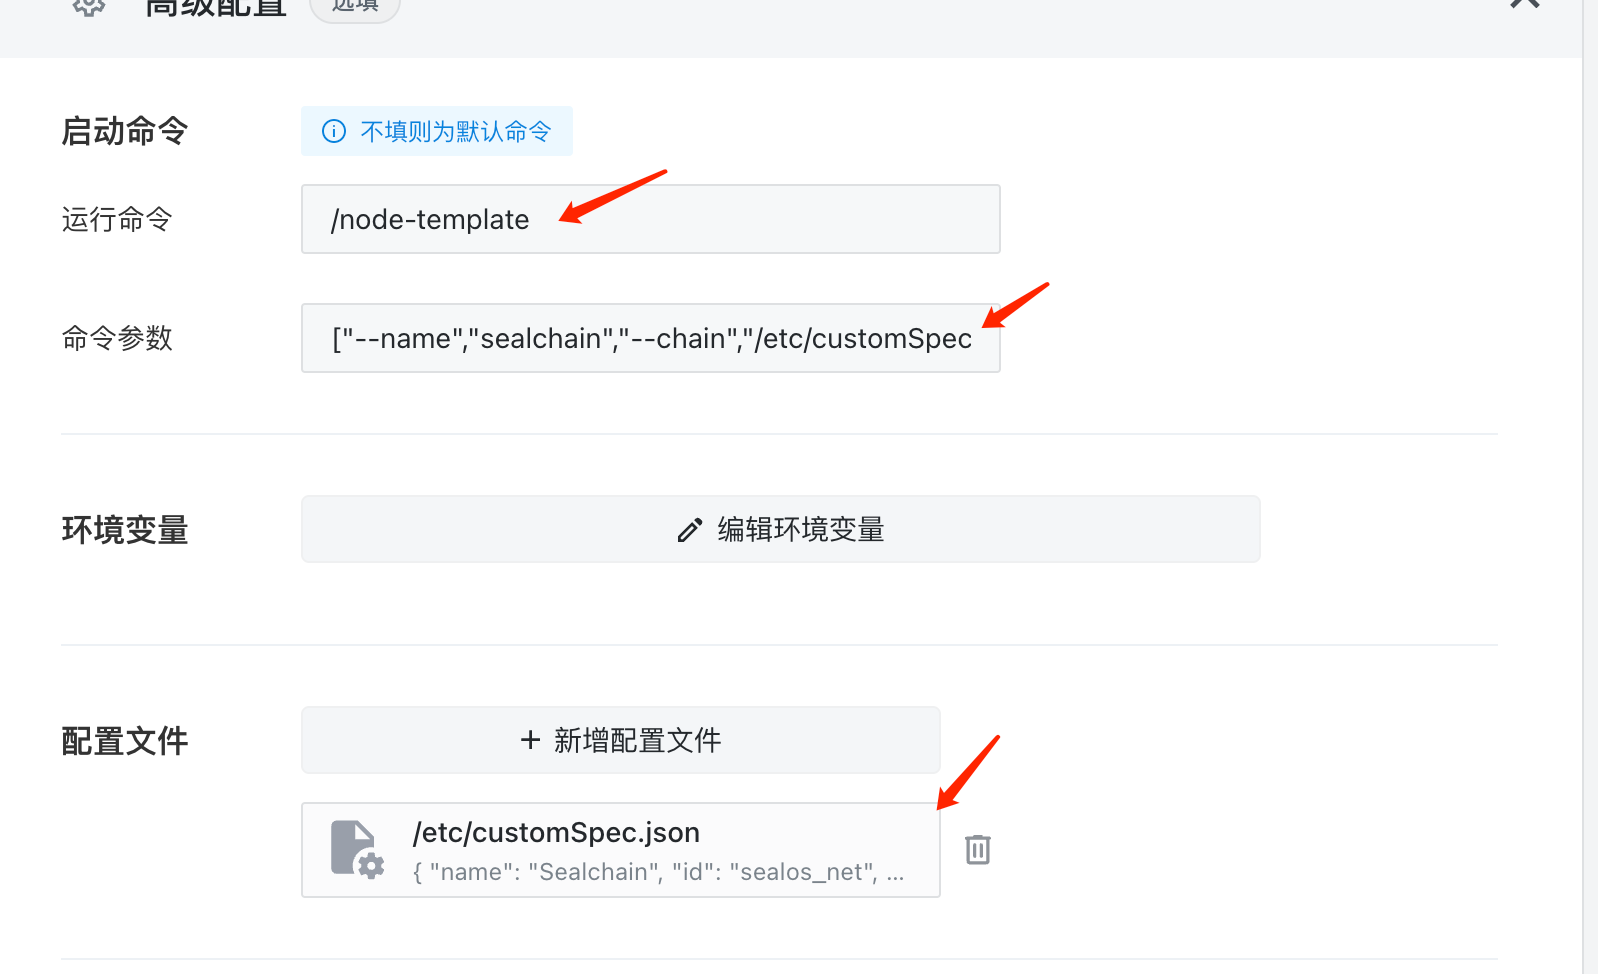 高级配置 选填
启动命令 不填则为默认命令
运行命令 /node-template
命令参数 ["--name","sealchain","--chain","/etc/customSpec
环境变量 编辑环境变量
配置文件 + 新增配置文件
/etc/customSpec.json
{ "name": "Sealchain", "id": "sealos_net", ...